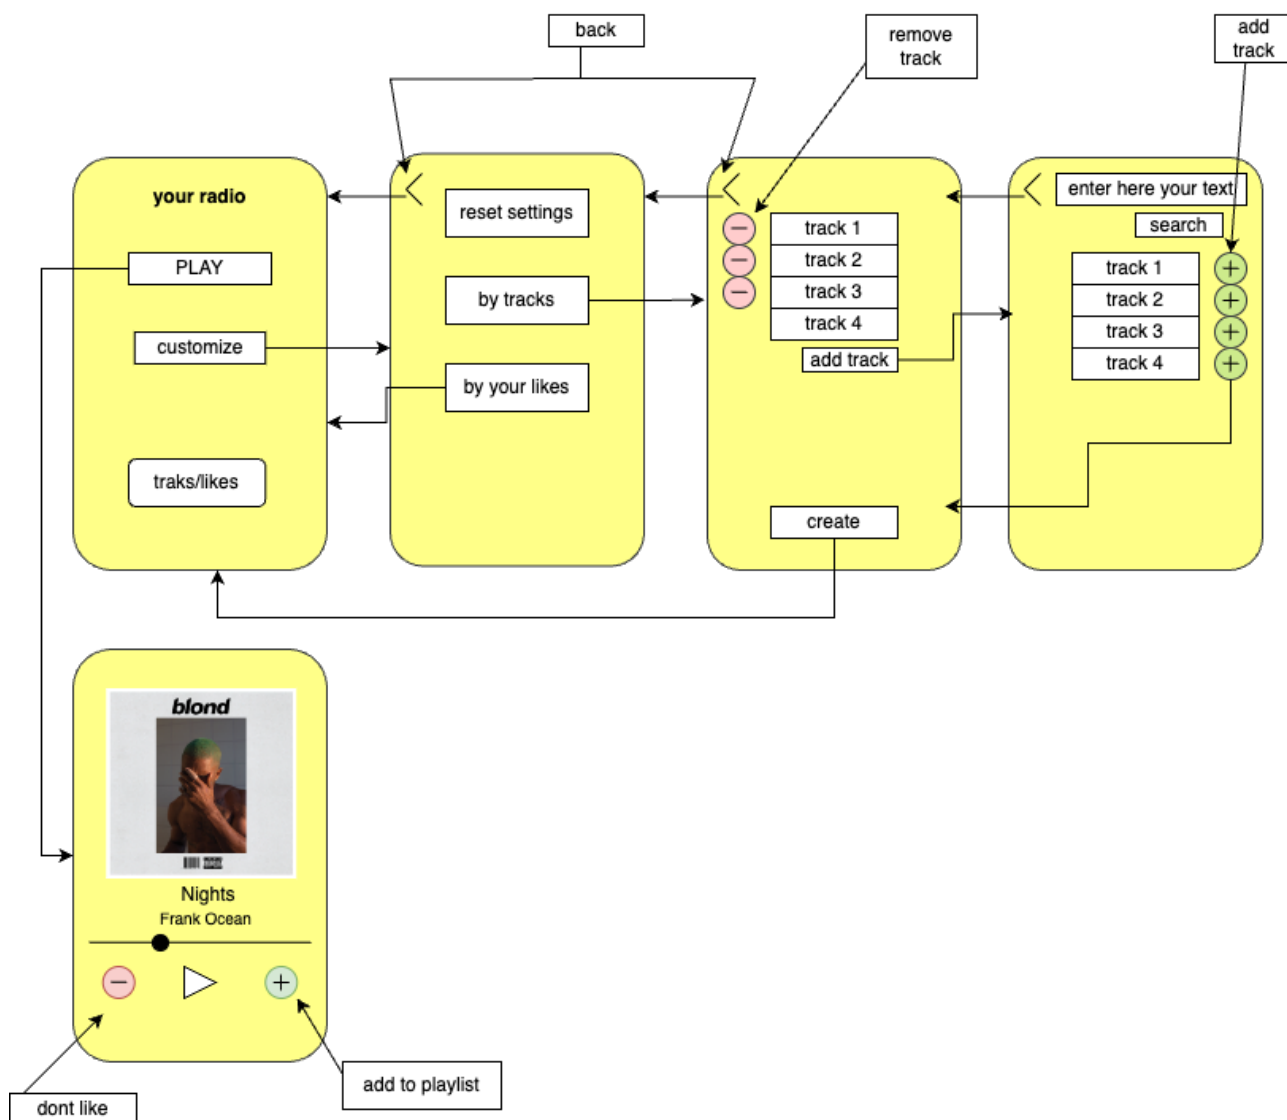 back
remove
track
add
track
your radio
PLAY
customize
traks/likes
reset settings
by tracks
by your likes
track 1
track 2
track 3
track 4
add track
create
enter here your text
search
track 1
track 2
track 3
track 4
blond
Nights
Frank Ocean
dont like
add to playlist